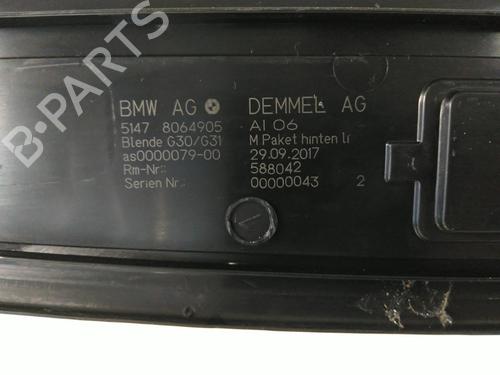 BMW AG DEMMEL AG
5147 8064905 AI 06
Blende G30/G31 M Paket hinten li
as0000079-00 29.09.2017
Rm-Nr.: 588042
Serien Nr.: 00000043 2
B-PARTS